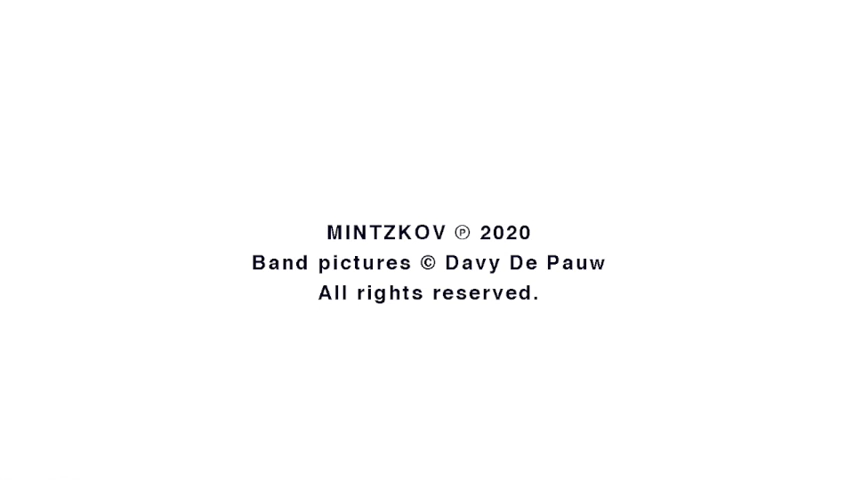 MINTZKOV ℗ 2020
Band pictures © Davy De Pauw
All rights reserved.